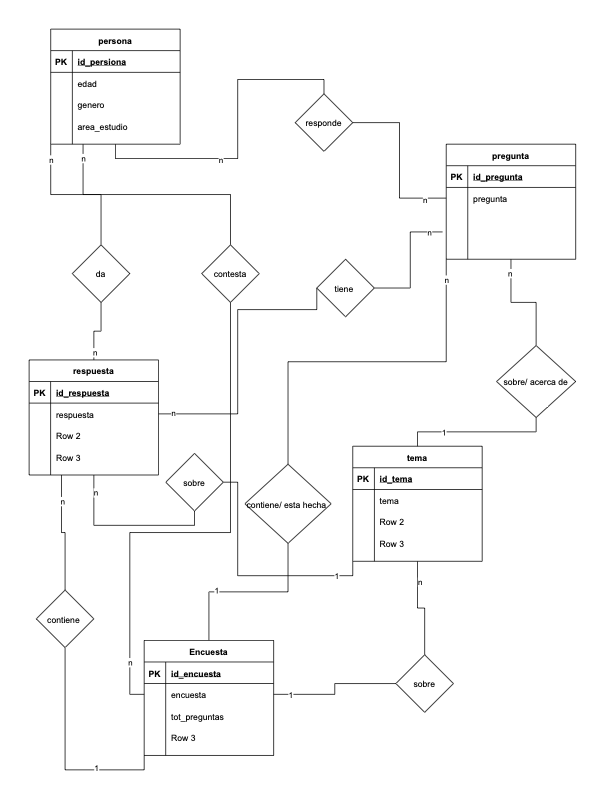 persona
PK id_persiona
edad
genero
area_estudio
n
n
n
responde
n
pregunta
PK id_pregunta
pregunta
n
n
n
da
contesta
tiene
n
sobre/ acerca de
respuesta
PK id_respuesta
respuesta
Row 2
Row 3
n
1
tema
PK id_tema
tema
Row 2
Row 3
sobre
n
n
contiene/ esta hecha
1
n
1
contiene
Encuesta
PK id_encuesta
encuesta
tot_preguntas
Row 3
n
1
sobre
1